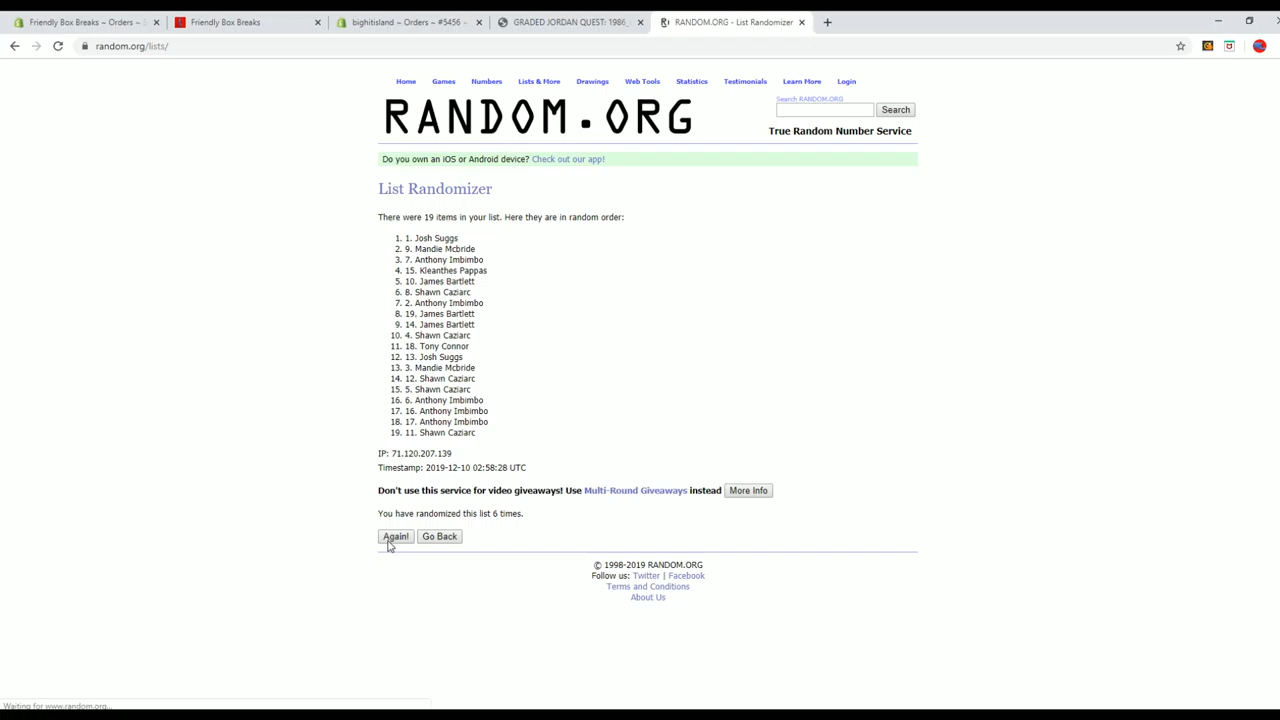 Friendly Box Breaks ~ Orders ~ S
Friendly Box Breaks
bighitisland ~ Orders ~ #5456 ~
GRADED JORDAN QUEST: 1986
RANDOM.ORG - List Randomizer
random.org/lists/
Home Games Numbers Lists & More Drawings Web Tools Statistics Testimonials Learn More Login
RANDOM.ORG
Search RANDOM.ORG
Search
True Random Number Service
Do you own an iOS or Android device? Check out our app!
List Randomizer
There were 19 items in your list. Here they are in random order:
1. 1. Josh Suggs
2. 9. Mandie Mcbride
3. 7. Anthony Imbimbo
4. 15. Kleanthes Pappas
5. 10. James Bartlett
6. 8. Shawn Caziarc
7. 2. Anthony Imbimbo
8. 19. James Bartlett
9. 14. James Bartlett
10. 4. Shawn Caziarc
11. 18. Tony Connor
12. 13. Josh Suggs
13. 3. Mandie Mcbride
14. 12. Shawn Caziarc
15. 5. Shawn Caziarc
16. 6. Anthony Imbimbo
17. 16. Anthony Imbimbo
18. 17. Anthony Imbimbo
19. 11. Shawn Caziarc
IP: 71.120.207.139
Timestamp: 2019-12-10 02:58:28 UTC
Don't use this service for video giveaways! Use Multi-Round Giveaways instead More Info
You have randomized this list 6 times.
Again! Go Back
© 1998-2019 RANDOM.ORG
Follow us: Twitter | Facebook
Terms and Conditions
About Us
Waiting for www.random.org...